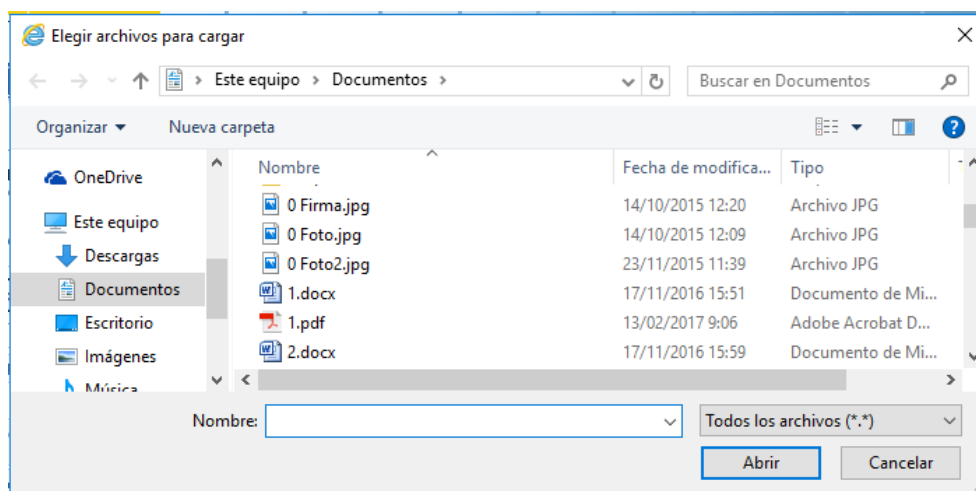 Elegir archivos para cargar
Este equipo > Documentos >
Buscar en Documentos
Organizar
Nueva carpeta
Nombre
Fecha de modifica...
Tipo
OneDrive
Este equipo
Descargas
Documentos
Escritorio
Imágenes
Música
0 Firma.jpg 14/10/2015 12:20 Archivo JPG
0 Foto.jpg 14/10/2015 12:09 Archivo JPG
0 Foto2.jpg 23/11/2015 11:39 Archivo JPG
1.docx 17/11/2016 15:51 Documento de Mi...
1.pdf 13/02/2017 9:06 Adobe Acrobat D...
2.docx 17/11/2016 15:59 Documento de Mi...
Nombre:
Todos los archivos (*.*)
Abrir
Cancelar